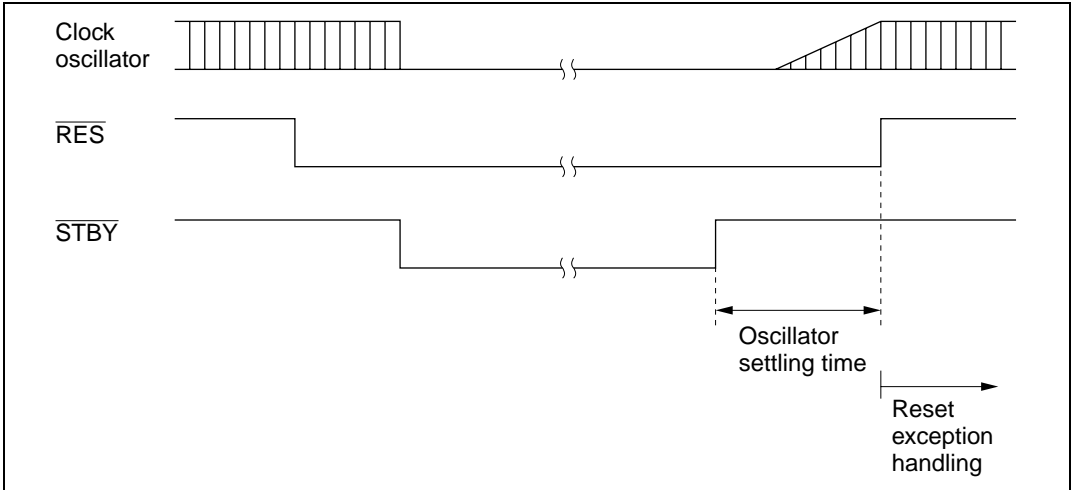 Clock
oscillator
RES
STBY
Oscillator
settling time
Reset
exception
handling